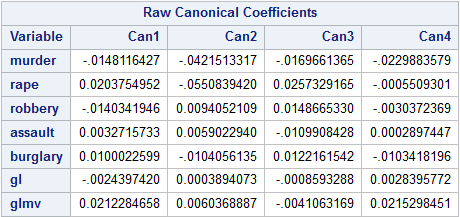 Raw Canonical Coefficients
Variable Can1 Can2 Can3 Can4
murder -.0148116427 -.0421513317 -.0169661365 -.0229883579
rape 0.0203754952 -.0550839420 0.0257329165 -.0005509301
robbery -.0140341946 0.0094052109 0.0148665330 -.0030372369
assault 0.0032715733 0.0059022940 -.0109908428 0.0002897447
burglary 0.0100022599 -.0104056135 0.0122161542 -.0103418196
gl -.0024397420 0.0003894073 -.0008593288 0.0028395772
glmv 0.0212284658 0.0060368887 -.0041063169 0.0215298451